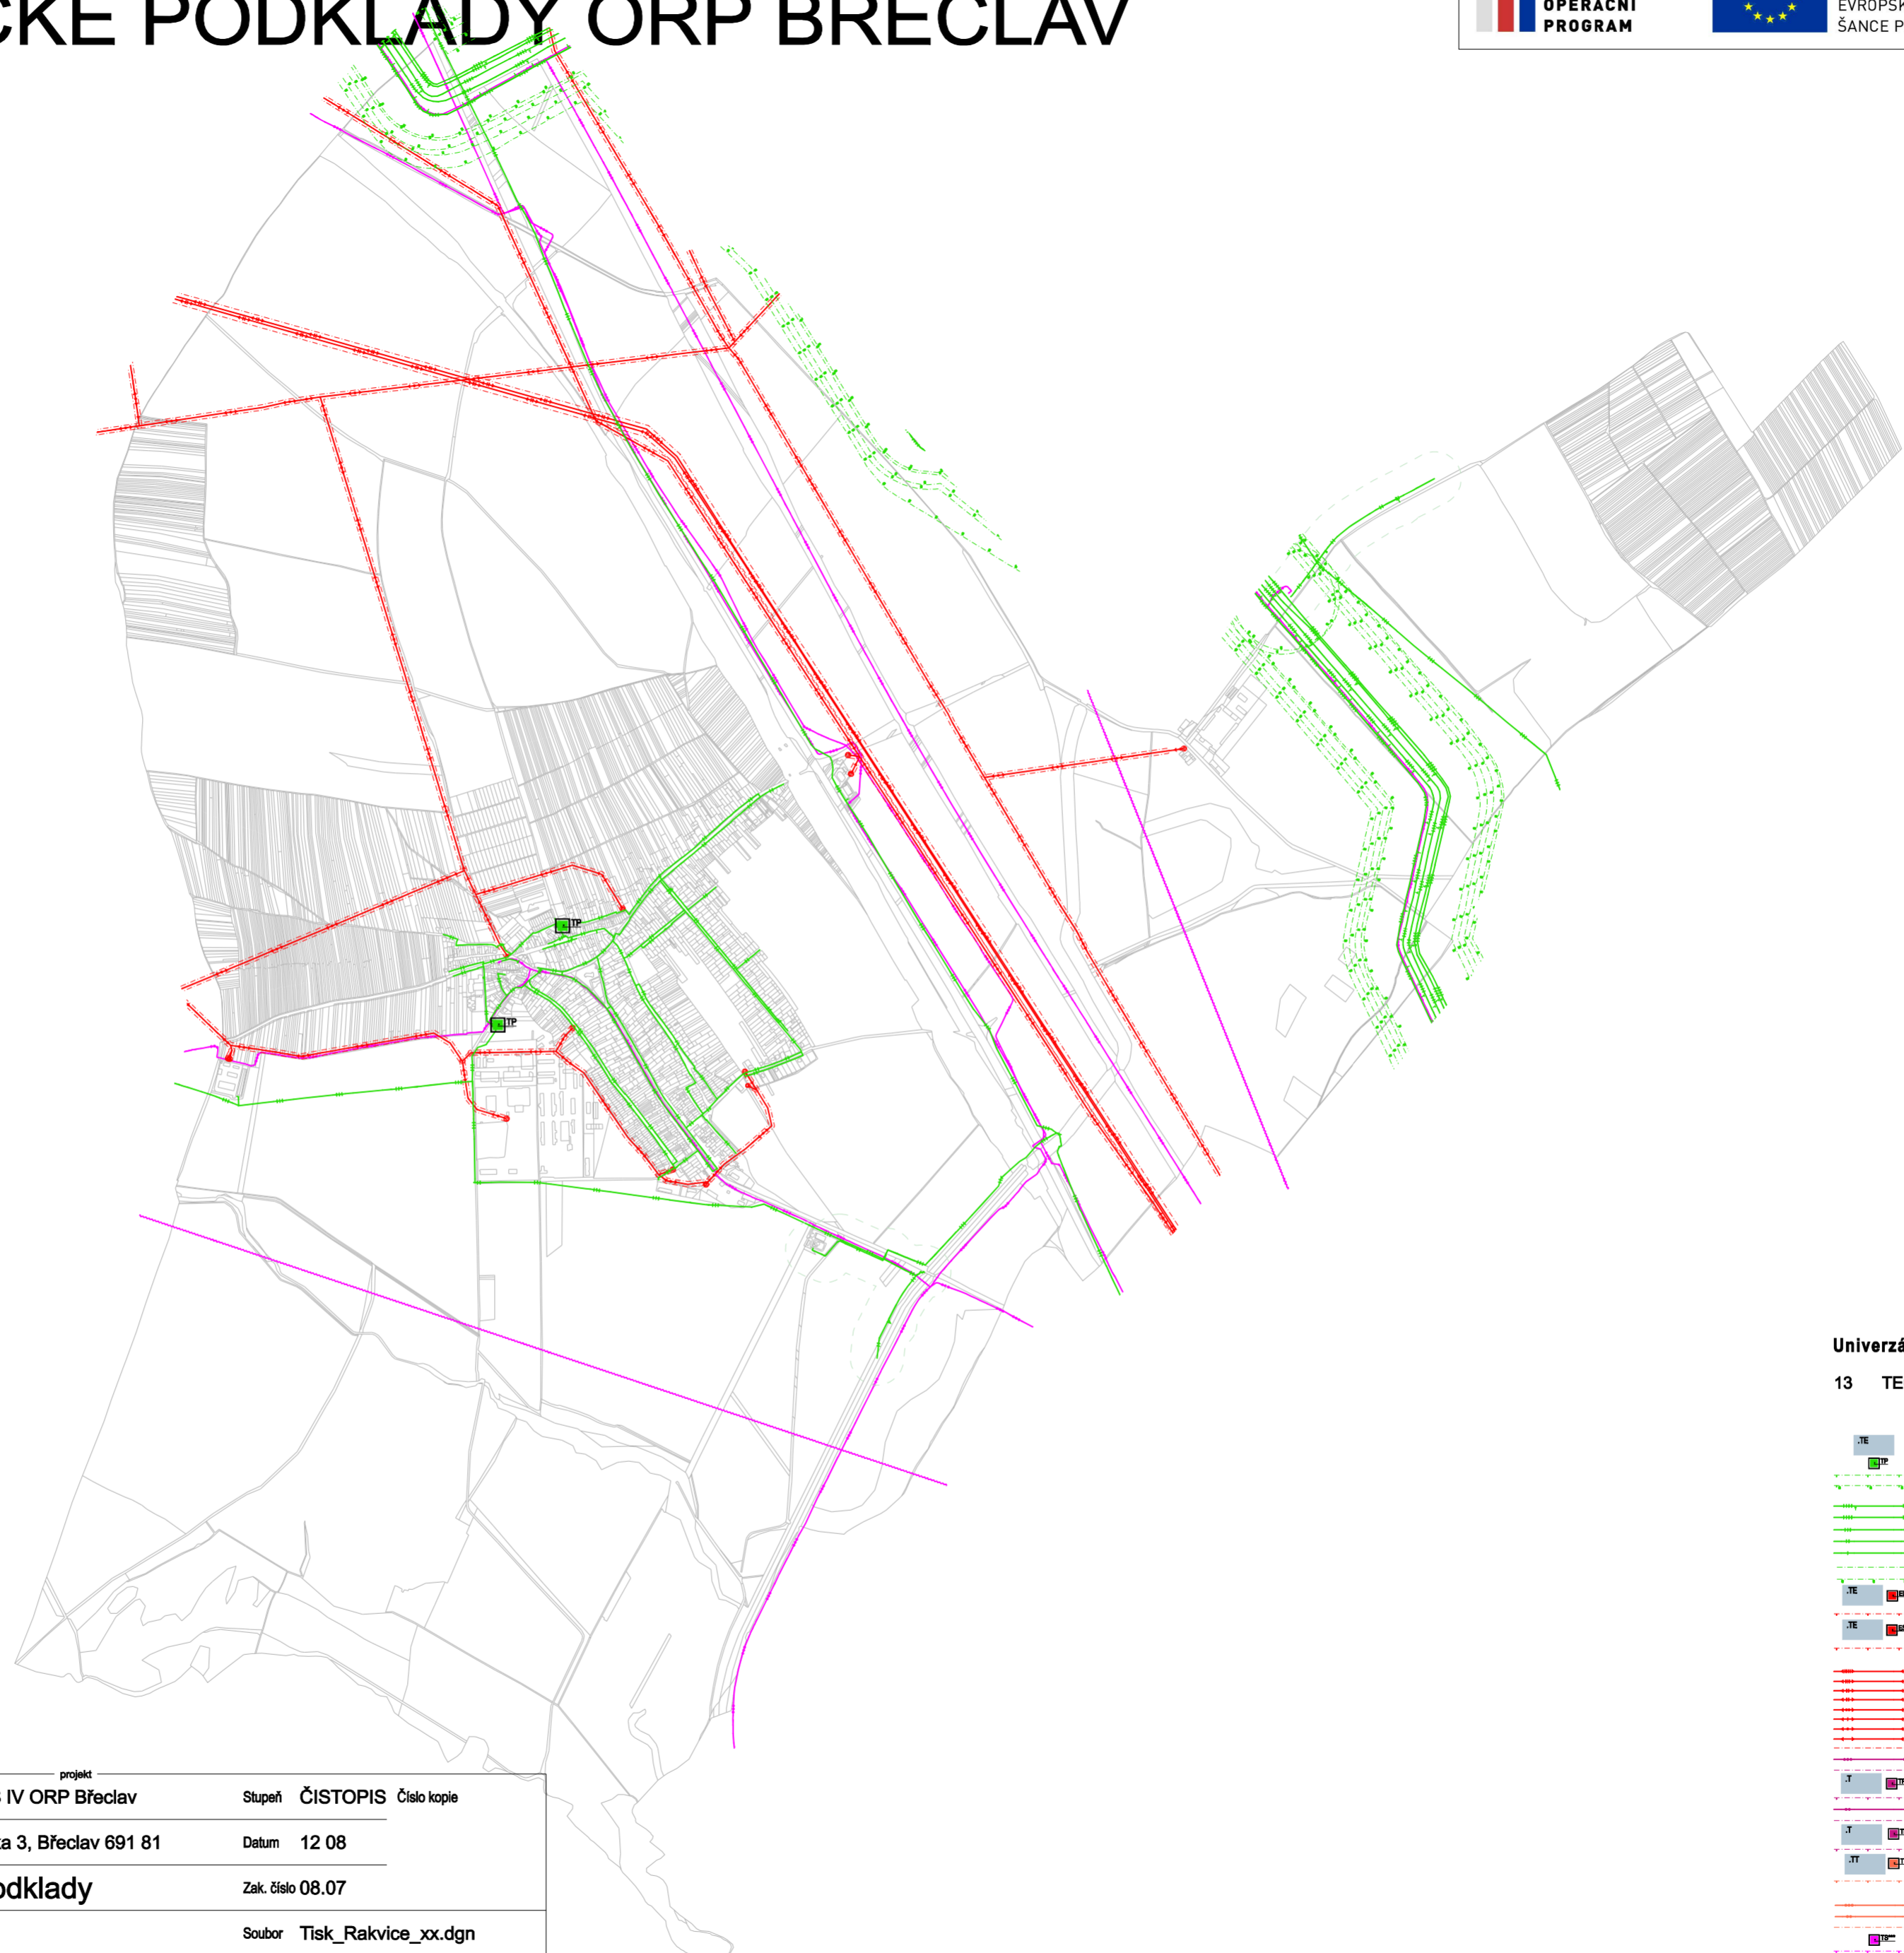 CKÉ PODKLADY ORP BŘECLAV
OPERAČNÍ
PROGRAM
EVROPSK
ŠANCE P
TP
TP
Univerzá
13 TE
.TE
TP
.TE
.TE
.T
.T
.TT
projekt
IV ORP Břeclav
Stupeň ČISTOPIS Číslo kopie
a 3, Břeclav 691 81
Datum 12 08
odklady
Zak. číslo 08.07
Soubor Tisk_Rakvice_xx.dgn